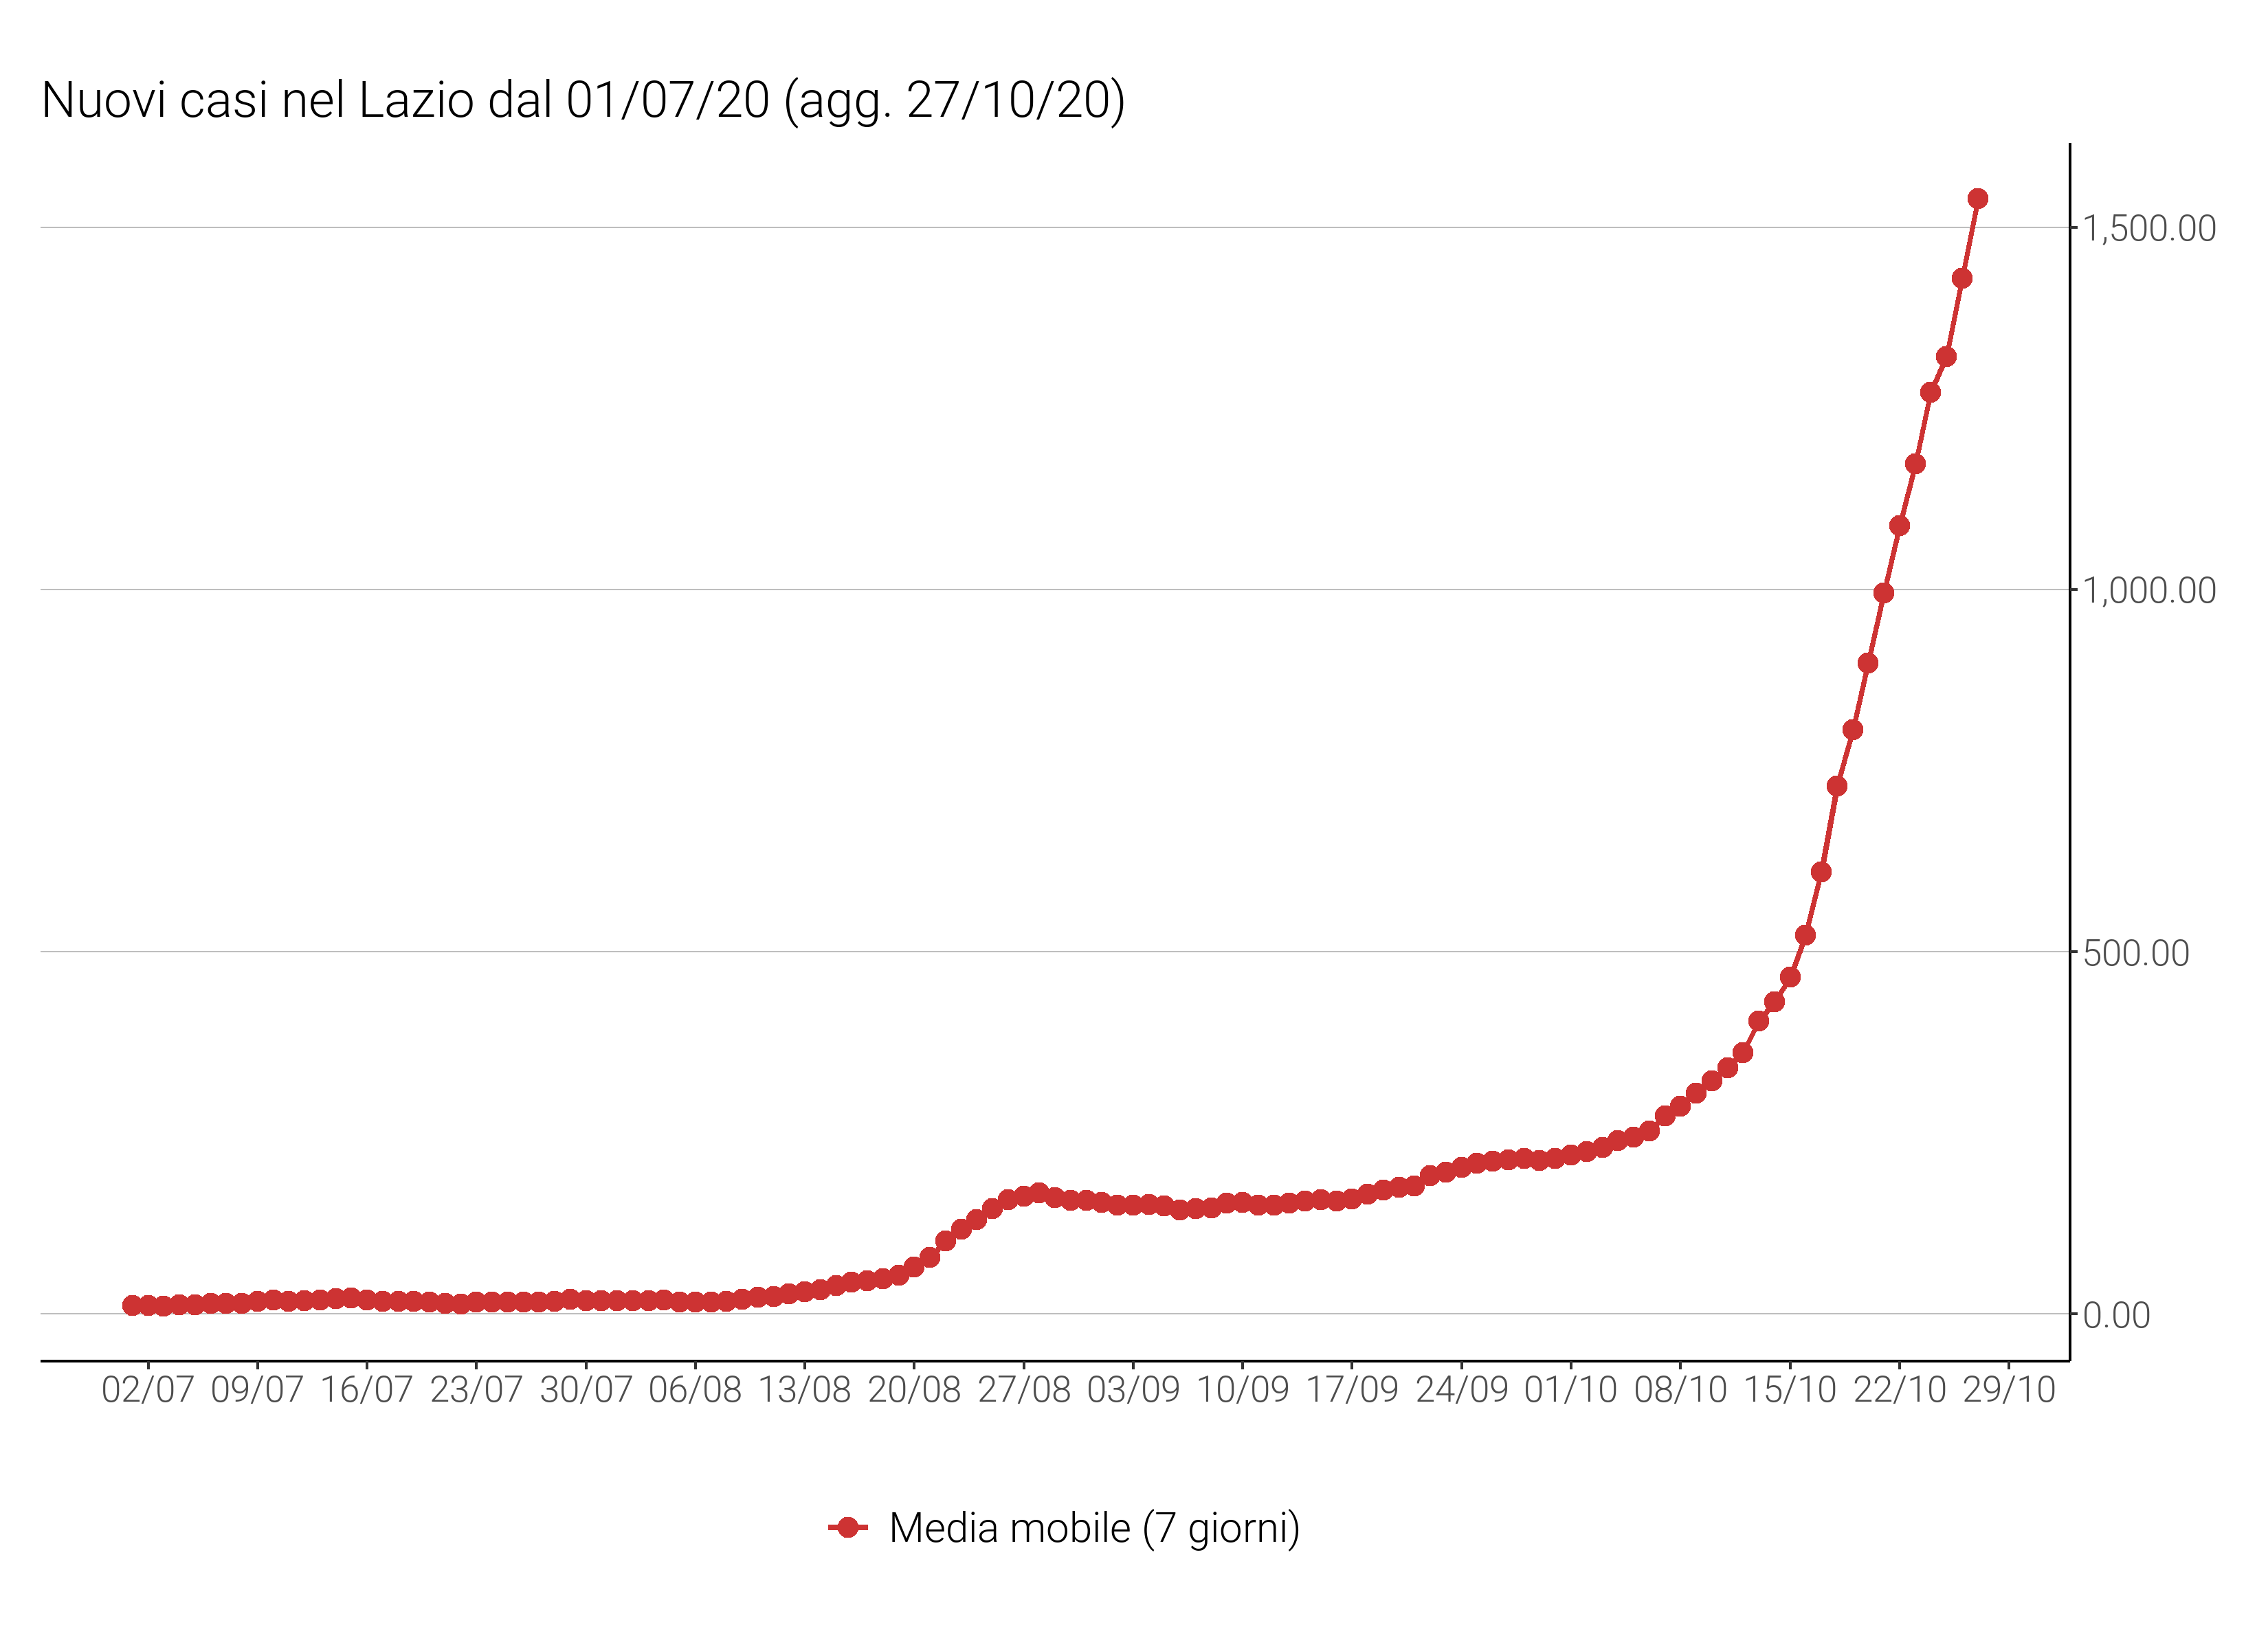 Nuovi casi nel Lazio dal 01/07/20 (agg. 27/10/20)
1,500.00
1,000.00
500.00
0.00
02/07 09/07 16/07 23/07 30/07 06/08 13/08 20/08 27/08 03/09 10/09 17/09 24/09 01/10 08/10 15/10 22/10 29/10
Media mobile (7 giorni)